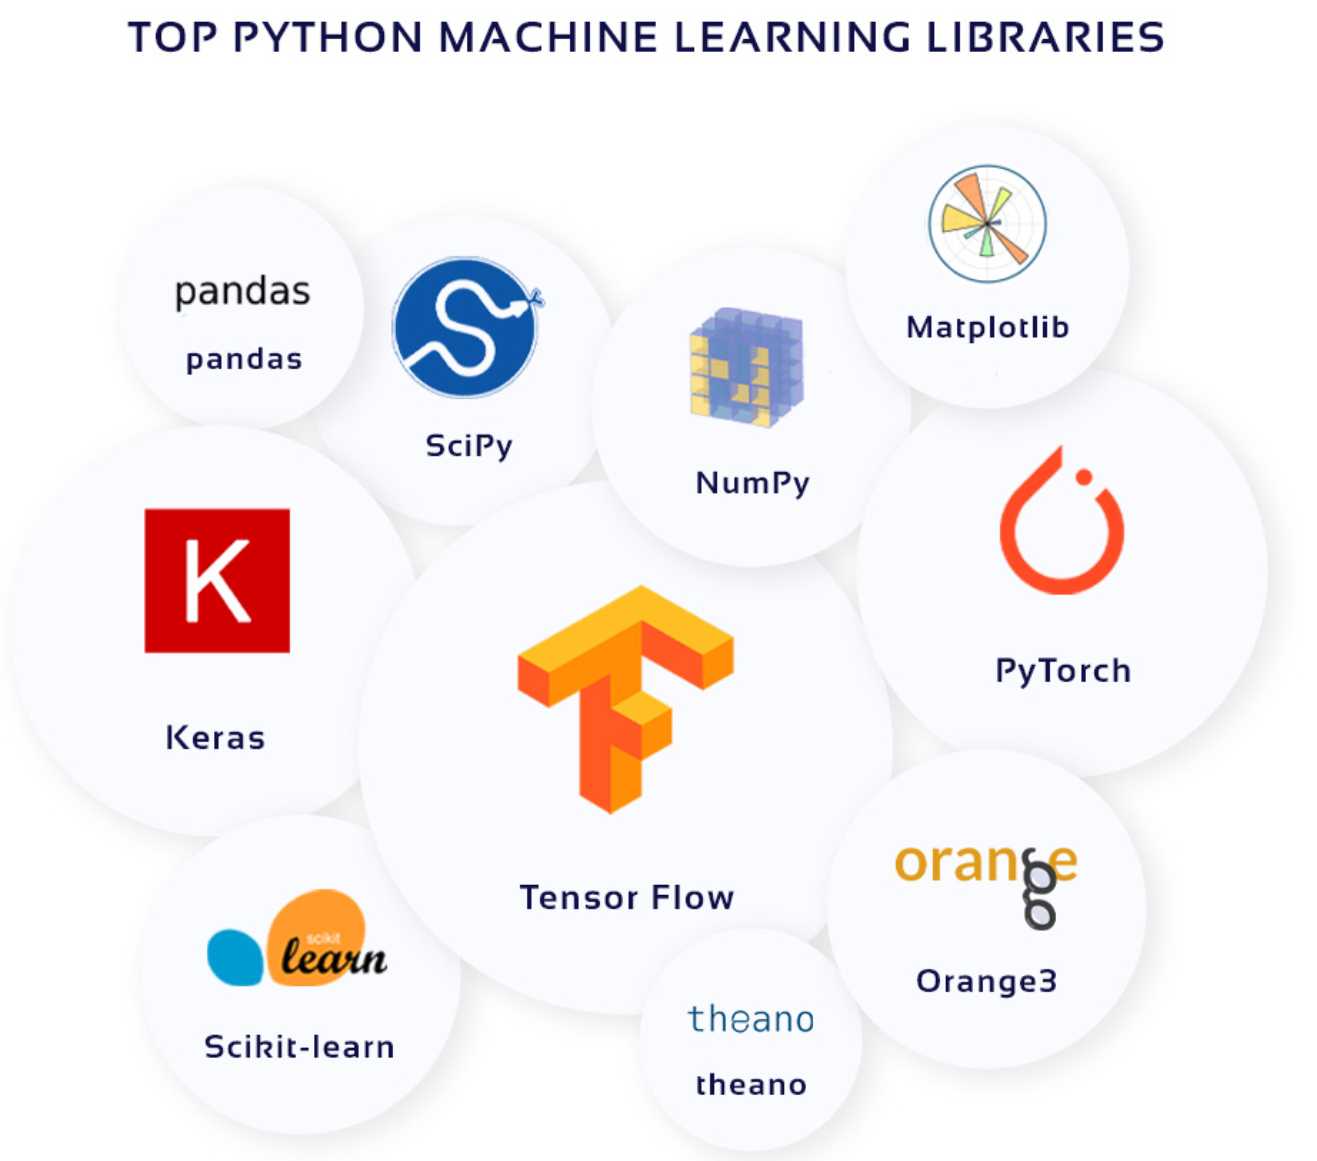 TOP PYTHON MACHINE LEARNING LIBRARIES
Matplotlib
pandas
pandas
SciPy
NumPy
K
Keras
PyTorch
Tensor Flow
orange
Orange3
scikit
learn
Scikit-learn
theano
theano